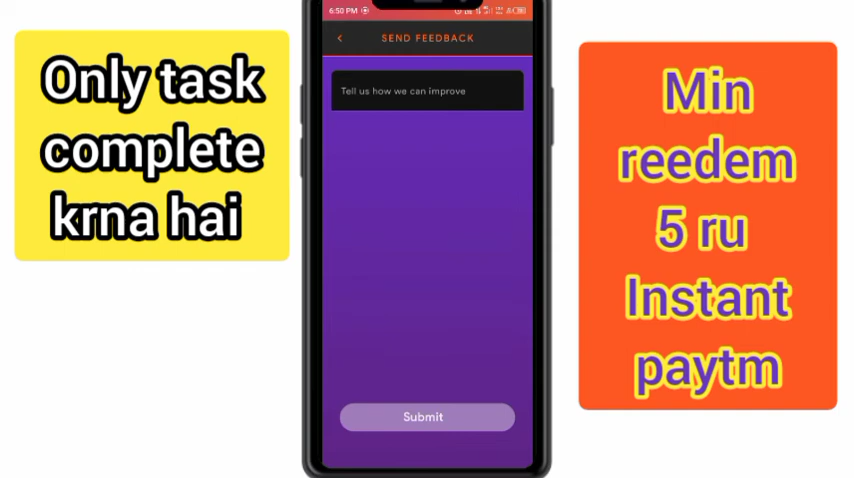 Only task
complete
krna hai
6:50 PM
SEND FEEDBACK
Tell us how we can improve
Submit
Min
reedem
5 ru
Instant
paytm